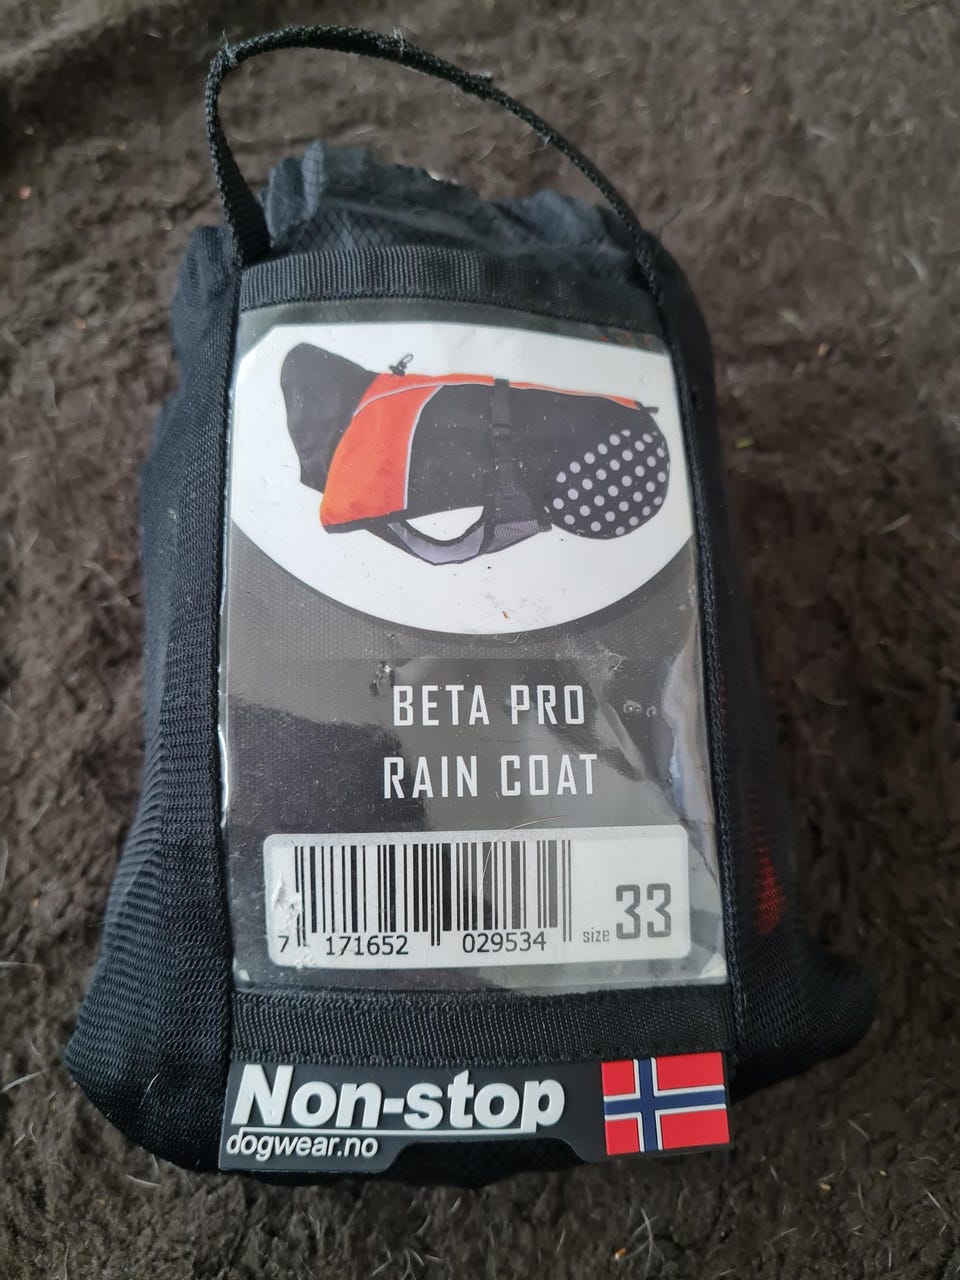 BETA PRO
RAIN COAT
7 171652 029534
size 33
Non-stop
dogwear.no